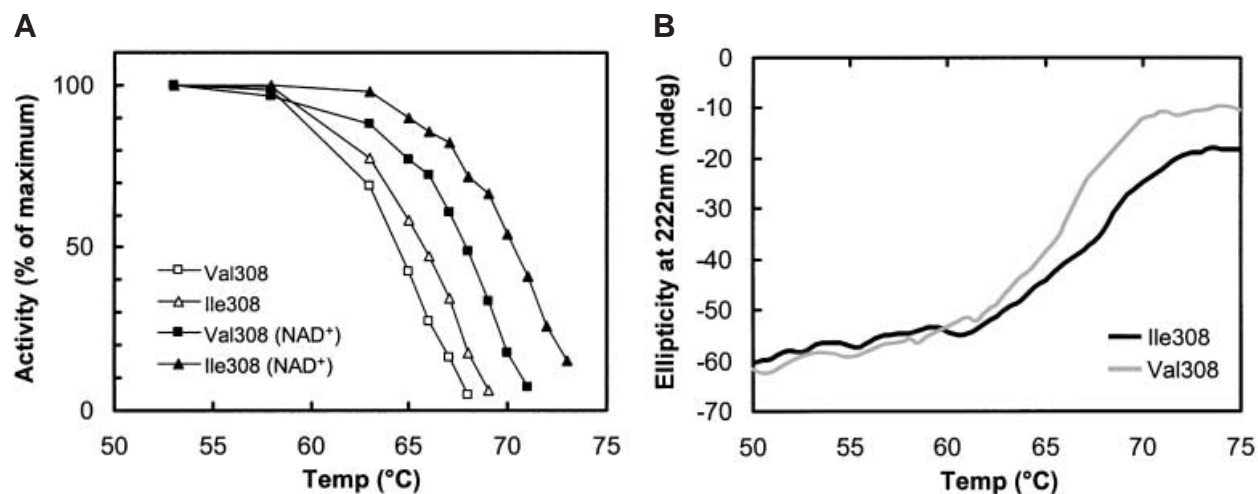 A
Activity (% of maximum)
100
50
0
Val308
Ile308
Val308 (NAD⁺)
Ile308 (NAD⁺)
50 55 60 65 70 75
Temp (°C)
B
Ellipticity at 222nm (mdeg)
-0
-10
-20
-30
-40
-50
-60
-70
Ile308
Val308
50 55 60 65 70 75
Temp (°C)